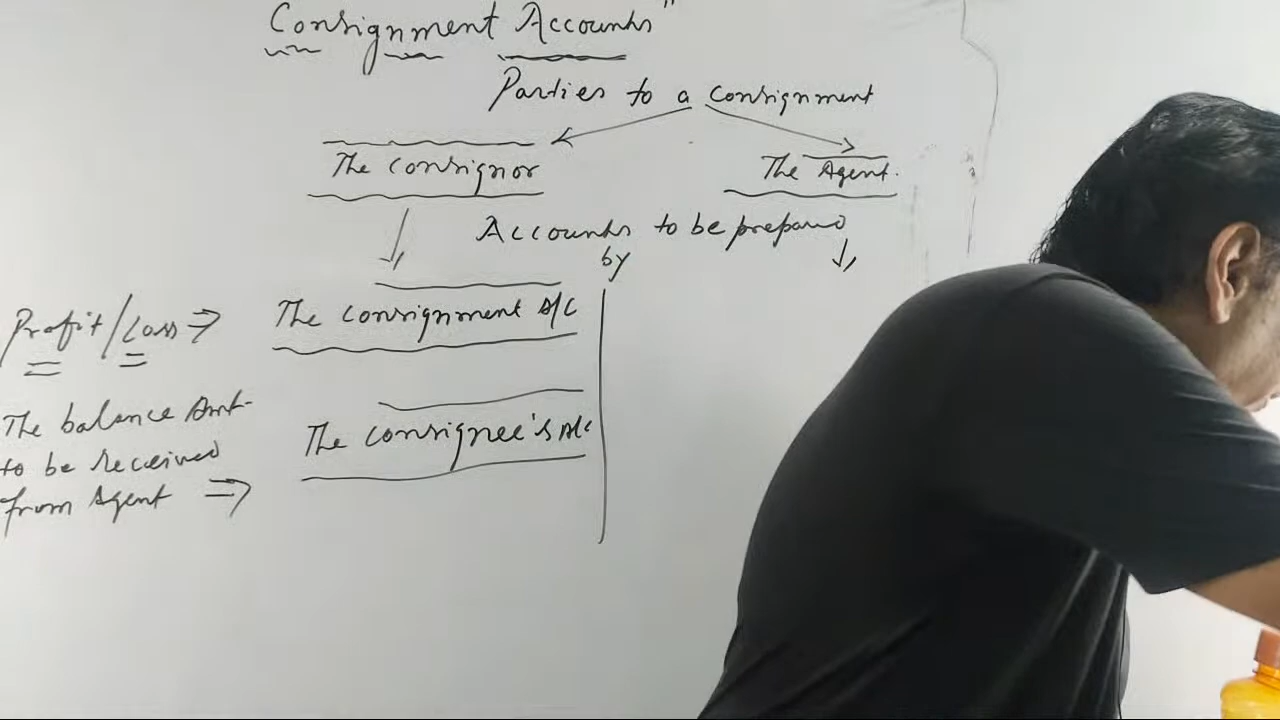 Consignment Accounts"
Parties to a Consignment
The Consignor
The Agent.
Accounts to be prepared
by
Profit/Loss ⇒
The Consignment A/C
The balance Amt-
to be received
from Agent ⇒
The Consignee's A/C